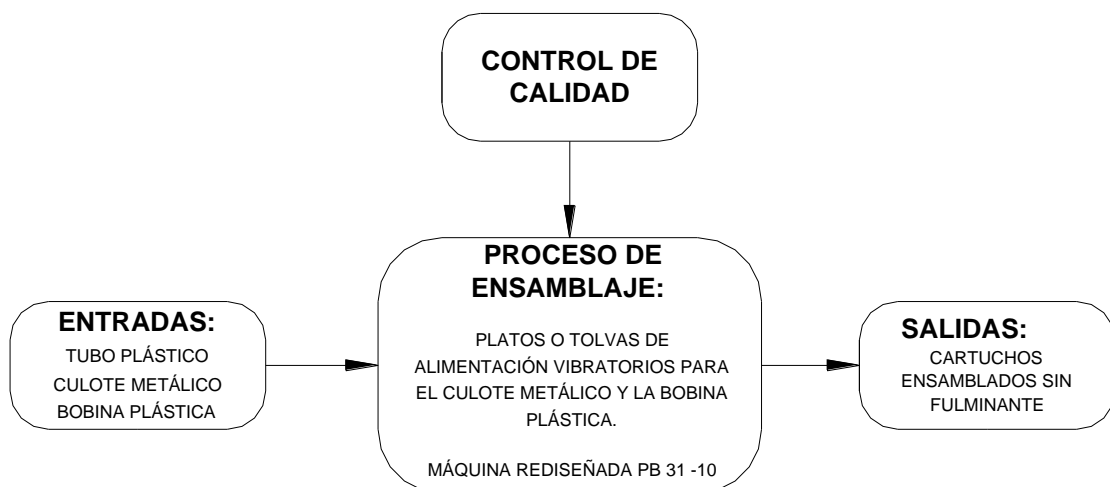 CONTROL DE
CALIDAD
PROCESO DE
ENSAMBLAJE:
PLATOS O TOLVAS DE
ALIMENTACIÓN VIBRATORIOS PARA
EL CULOTE METÁLICO Y LA BOBINA
PLÁSTICA.
MÁQUINA REDISEÑADA PB 31 -10
ENTRADAS:
TUBO PLÁSTICO
CULOTE METÁLICO
BOBINA PLÁSTICA
SALIDAS:
CARTUCHOS
ENSAMBLADOS SIN
FULMINANTE